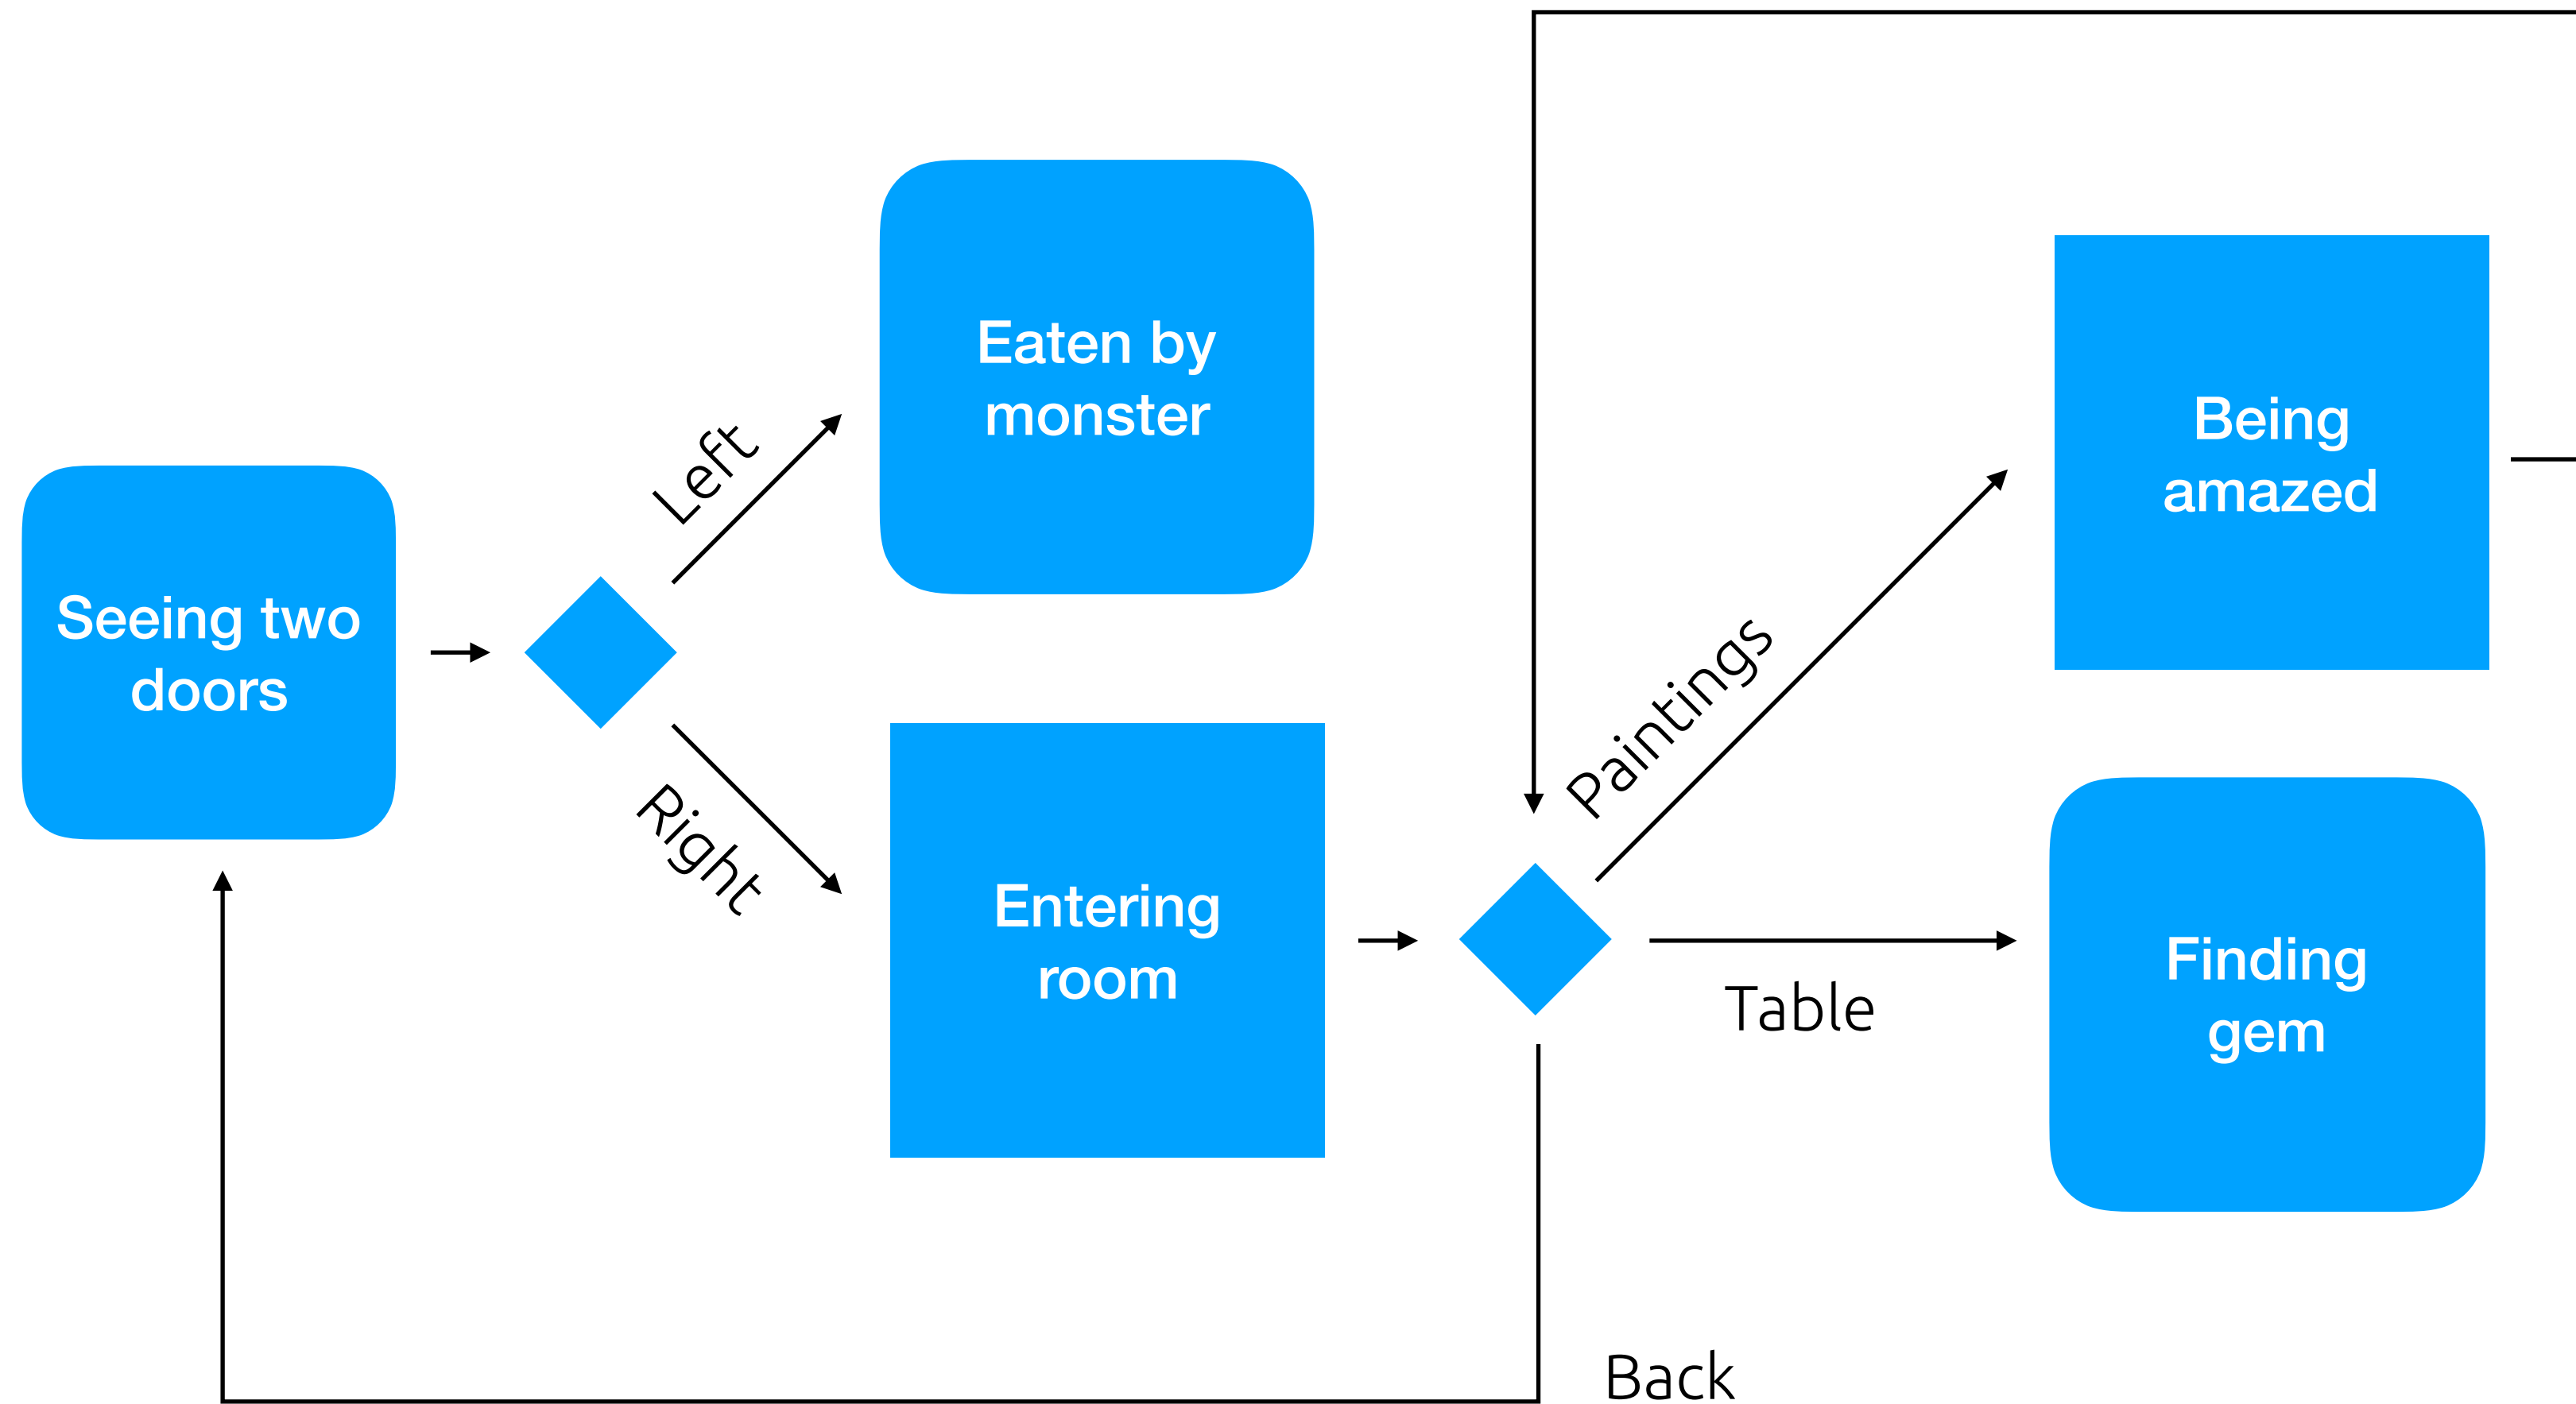 Seeing two
doors
Left
Right
Eaten by
monster
Entering
room
Paintings
Table
Back
Being
amazed
Finding
gem